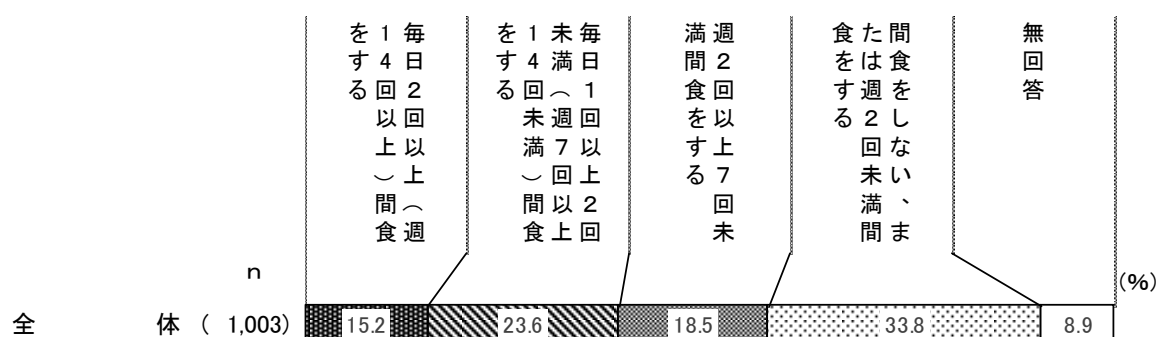 毎日2回以上（週
14回以上）間食
をする
毎日1回以上2回
未満（週7回以上
14回未満）間食
をする
週2回以上7回未
満間食をする
間食をしない、ま
たは週2回未満間
食をする
無回答
n
(%)
全体（ 1,003）
15.2
23.6
18.5
33.8
8.9